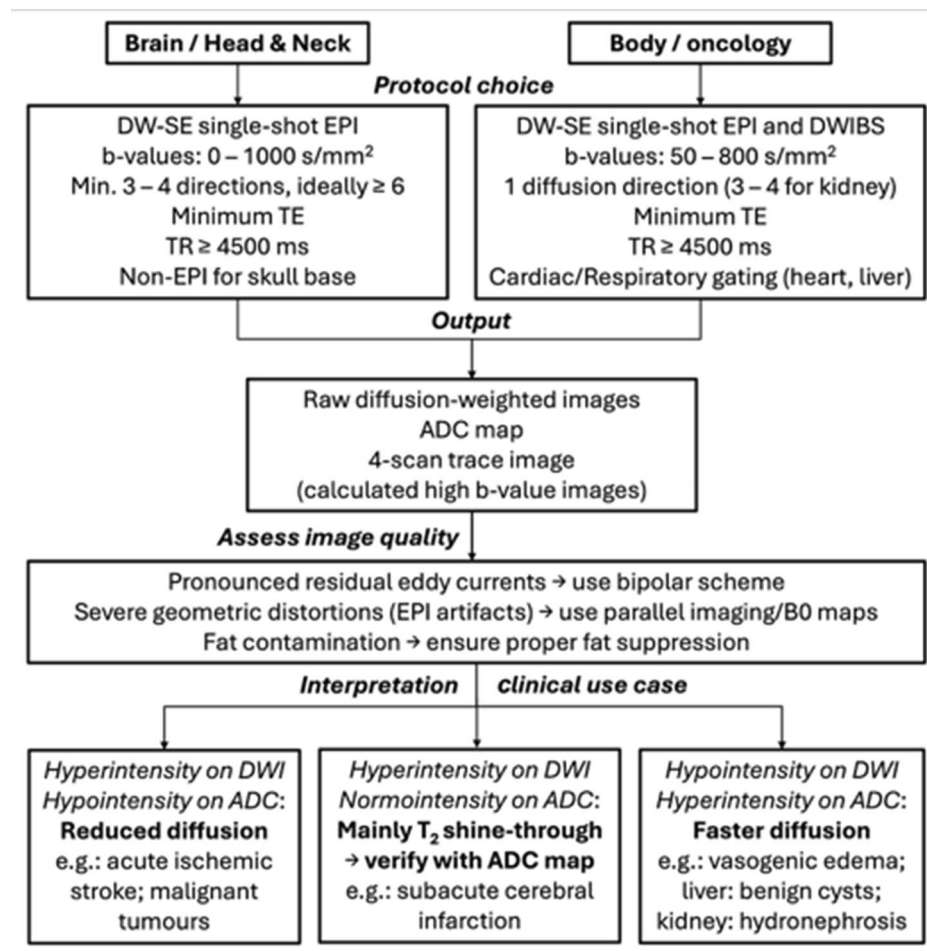 Brain / Head & Neck
Body / oncology
Protocol choice
DW-SE single-shot EPI
b-values: 0 – 1000 s/mm²
Min. 3 – 4 directions, ideally ≥ 6
Minimum TE
TR ≥ 4500 ms
Non-EPI for skull base
DW-SE single-shot EPI and DWIBS
b-values: 50 – 800 s/mm²
1 diffusion direction (3 – 4 for kidney)
Minimum TE
TR ≥ 4500 ms
Cardiac/Respiratory gating (heart, liver)
Output
Raw diffusion-weighted images
ADC map
4-scan trace image
(calculated high b-value images)
Assess image quality
Pronounced residual eddy currents → use bipolar scheme
Severe geometric distortions (EPI artifacts) → use parallel imaging/B0 maps
Fat contamination → ensure proper fat suppression
Interpretation clinical use case
Hyperintensity on DWI
Hypointensity on ADC:
Reduced diffusion
e.g.: acute ischemic
stroke; malignant
tumours
Hyperintensity on DWI
Normointensity on ADC:
Mainly T₂ shine-through
→ verify with ADC map
e.g.: subacute cerebral
infarction
Hypointensity on DWI
Hyperintensity on ADC:
Faster diffusion
e.g.: vasogenic edema;
liver: benign cysts;
kidney: hydronephrosis